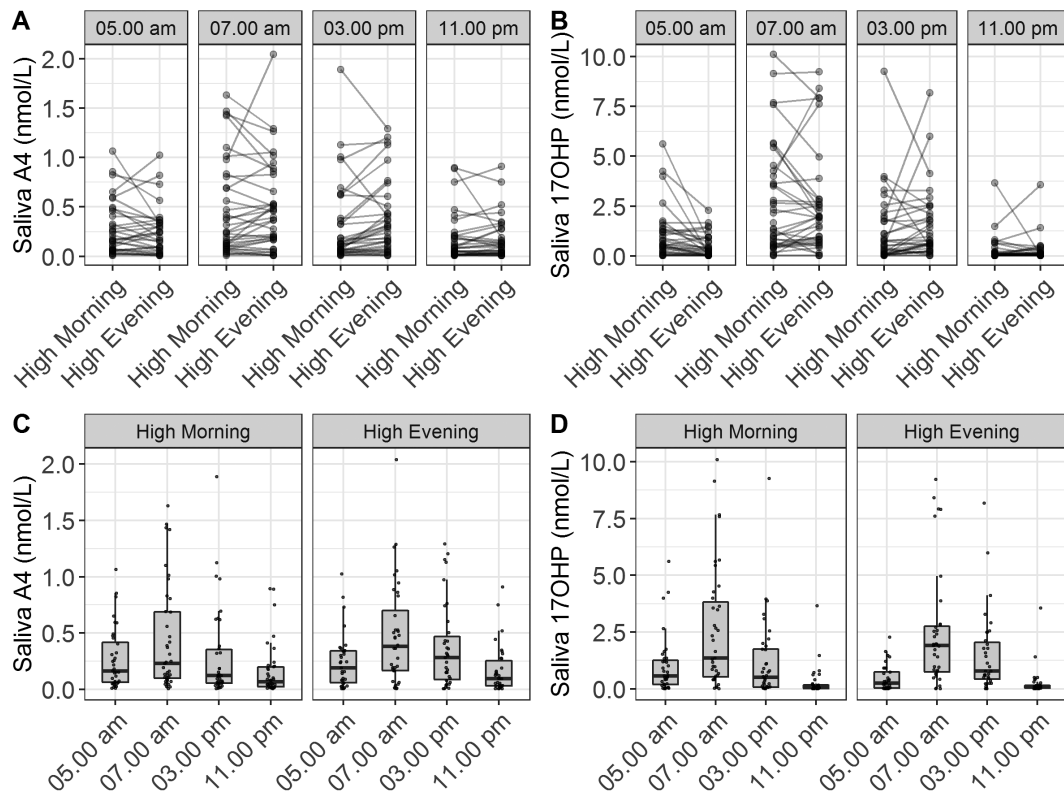 A
05.00 am 07.00 am 03.00 pm 11.00 pm
Saliva A4 (nmol/L)
2.0
1.5
1.0
0.5
0.0
High Morning High Evening High Morning High Evening High Morning High Evening High Morning High Evening
B
05.00 am 07.00 am 03.00 pm 11.00 pm
Saliva 17OHP (nmol/L)
10.0
7.5
5.0
2.5
0.0
High Morning High Evening High Morning High Evening High Morning High Evening High Morning High Evening
C
High Morning High Evening
Saliva A4 (nmol/L)
2.0
1.5
1.0
0.5
0.0
05.00 am 07.00 am 03.00 pm 11.00 pm 05.00 am 07.00 am 03.00 pm 11.00 pm
D
High Morning High Evening
Saliva 17OHP (nmol/L)
10.0
7.5
5.0
2.5
0.0
05.00 am 07.00 am 03.00 pm 11.00 pm 05.00 am 07.00 am 03.00 pm 11.00 pm